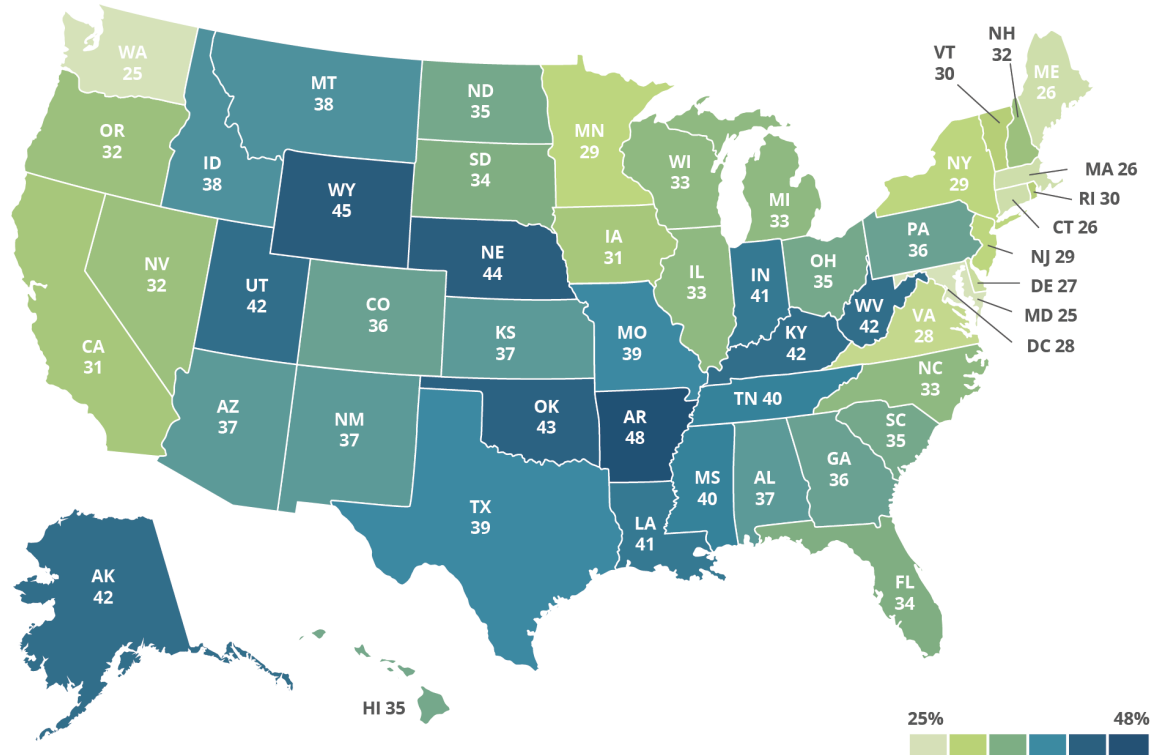 WA
25
OR
32
CA
31
NV
32
ID
38
MT
38
WY
45
UT
42
AZ
37
CO
36
NM
37
ND
35
SD
34
NE
44
KS
37
OK
43
TX
39
MN
29
IA
31
MO
39
AR
48
LA
41
WI
33
IL
33
MI
33
IN
41
OH
35
KY
42
TN 40
MS
40
AL
37
GA
36
FL
34
SC
35
NC
33
VA
28
WV
42
PA
36
NY
29
VT
30
NH
32
ME
26
MA 26
RI 30
CT 26
NJ 29
DE 27
MD 25
DC 28
AK
42
HI 35
25% 48%